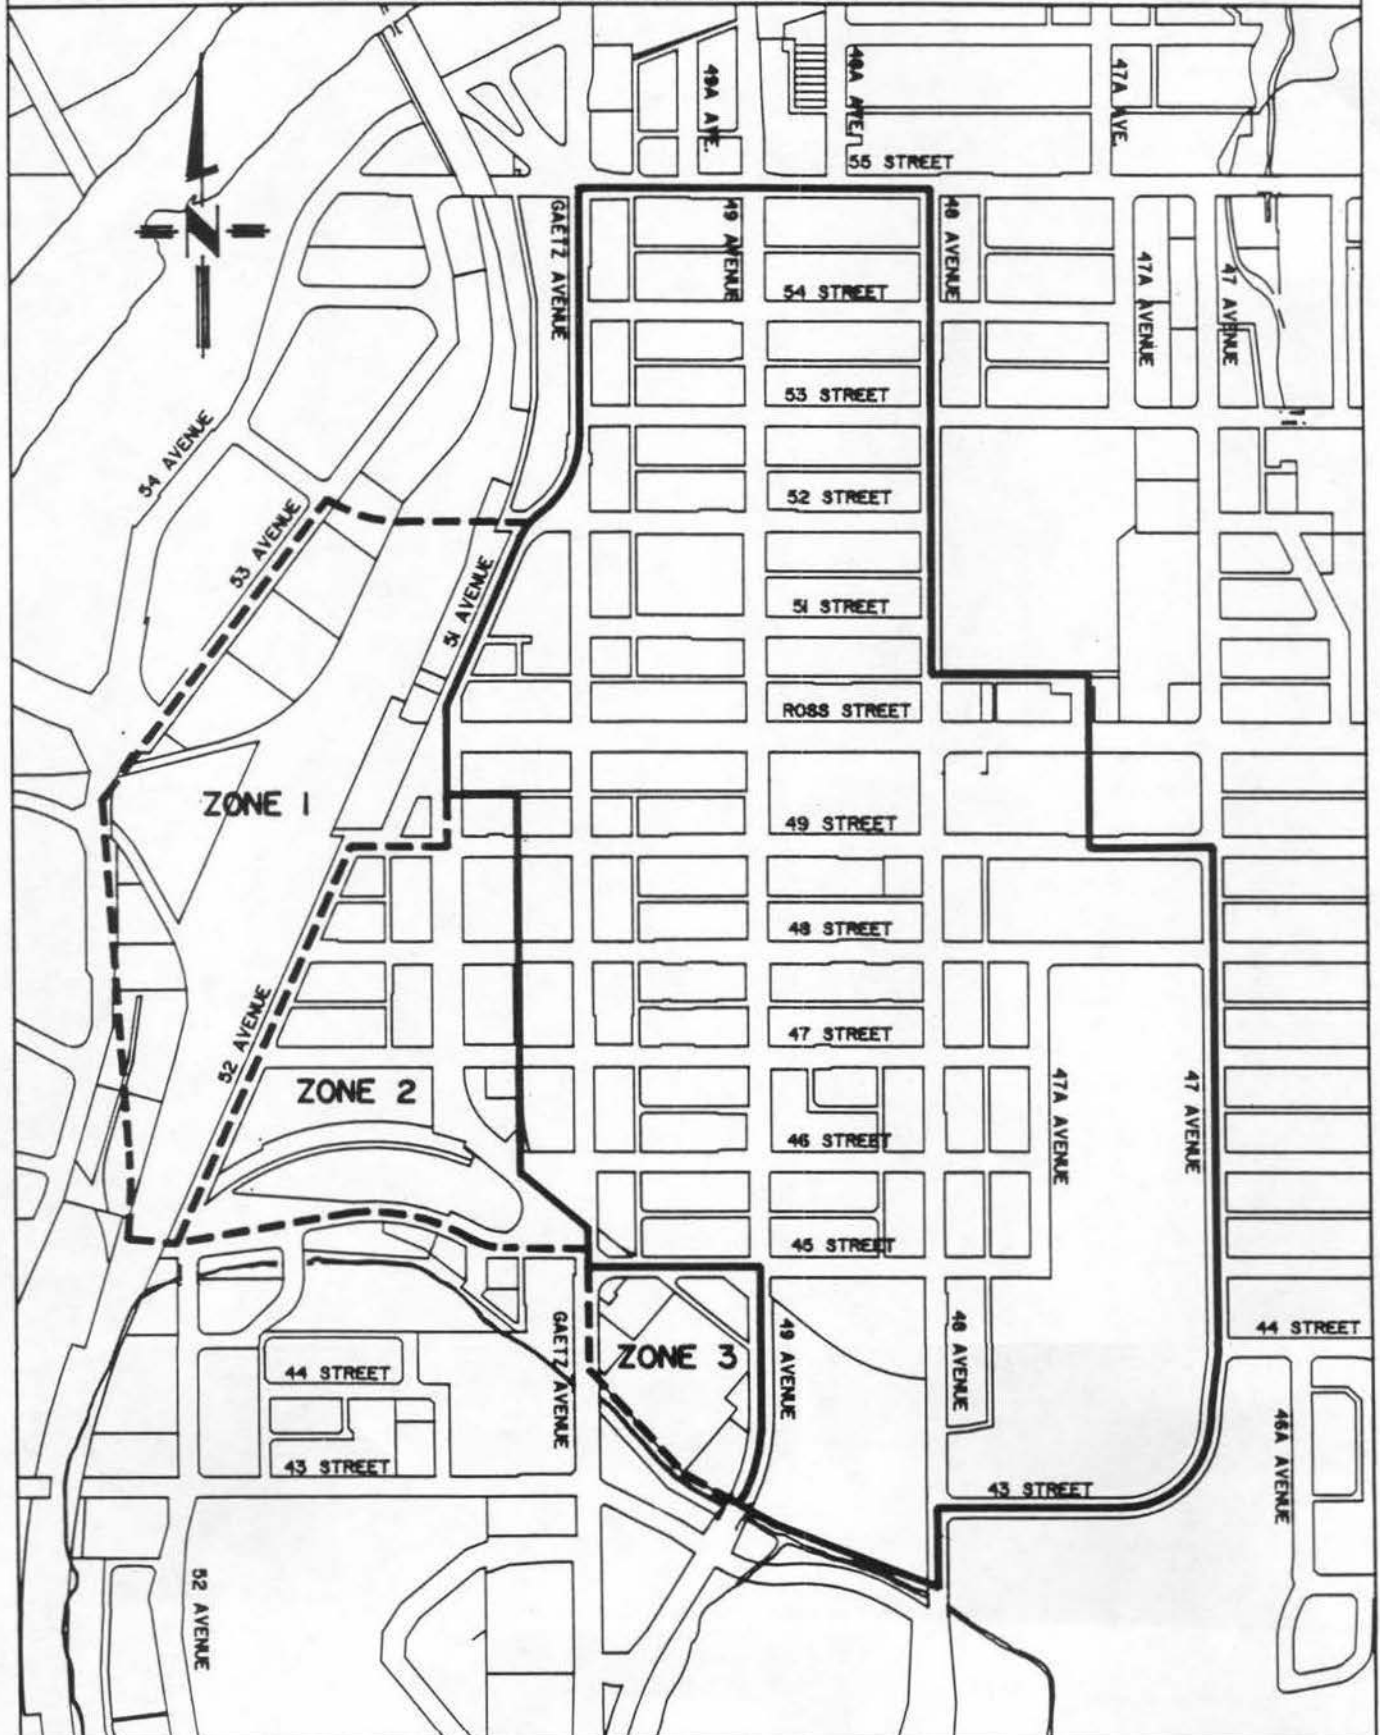 49A AVE.
48A AVE.
47A AVE.
55 STREET
GAETZ AVENUE
49 AVENUE
48 AVENUE
47A AVENUE
47 AVENUE
N
54 STREET
53 STREET
54 AVENUE
52 STREET
53 AVENUE
51 AVENUE
51 STREET
ROSS STREET
ZONE 1
49 STREET
48 STREET
52 AVENUE
47 STREET
ZONE 2
47A AVENUE
47 AVENUE
46 STREET
45 STREET
GAETZ AVENUE
ZONE 3
49 AVENUE
48 AVENUE
44 STREET
44 STREET
43 STREET
43 STREET
46A AVENUE
52 AVENUE